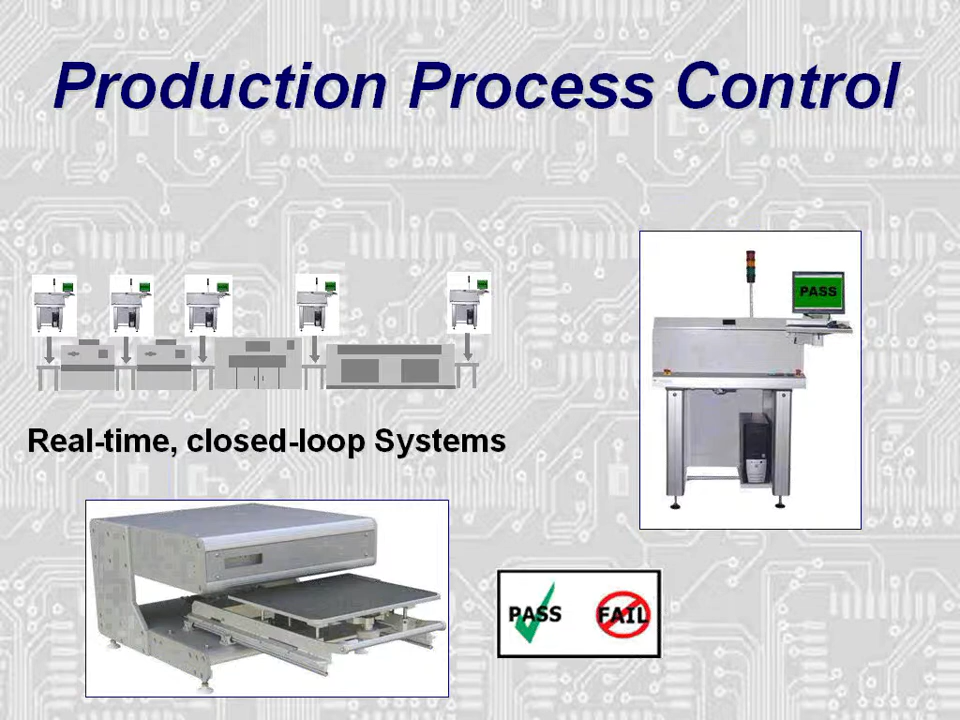 Production Process Control
PASS
Real-time, closed-loop Systems
PASS FAIL